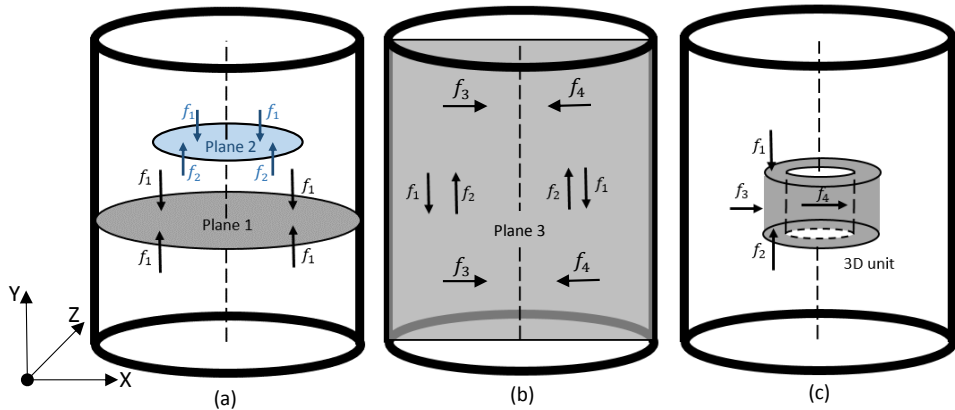 f₁ f₁
Plane 2
f₂ f₂
f₁ f₁
Plane 1
f₁ f₁
Y
Z
X
(a)
f₃ f₄
f₁ f₂ f₂ f₁
Plane 3
f₃ f₄
(b)
f₁
f₃ f₄
f₂
3D unit
(c)